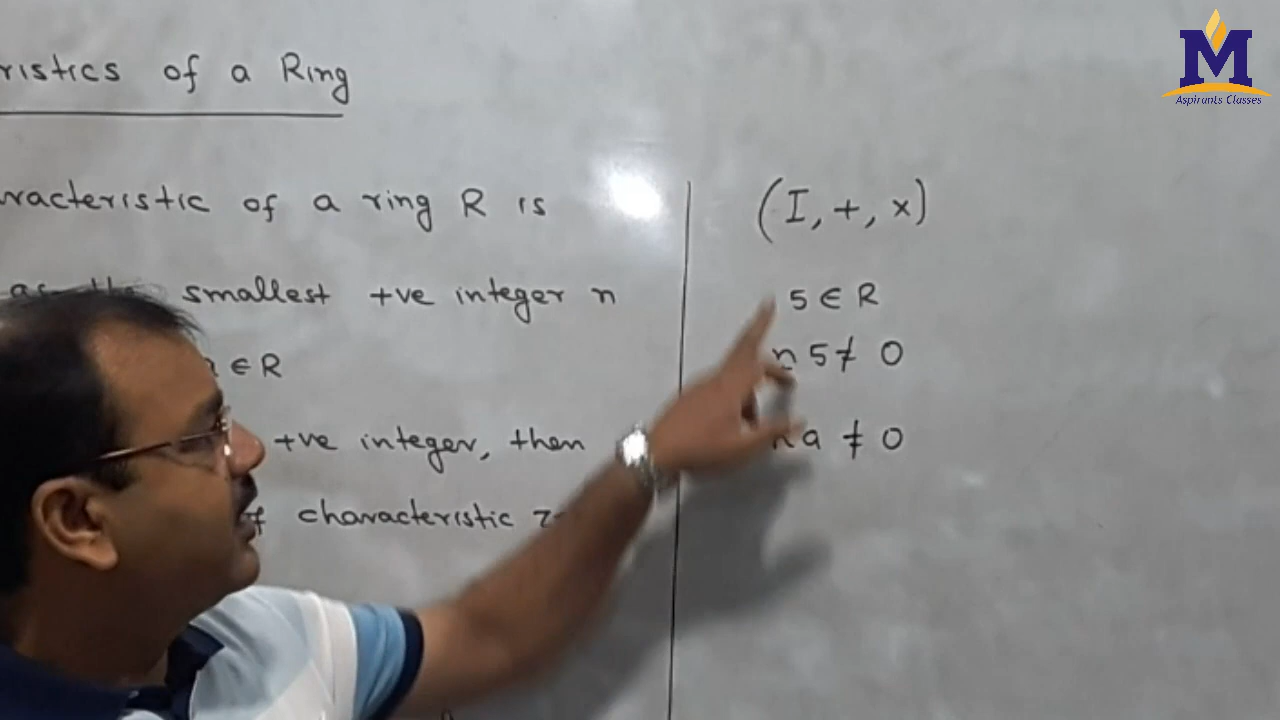 ristics of a Ring
racteristic of a ring R is
smallest +ve integer n
∈ R
+ve integer, then
characteristic
(I, +, ×)
5 ∈ R
n 5 ≠ 0
a ≠ 0
M
Aspirants Classes